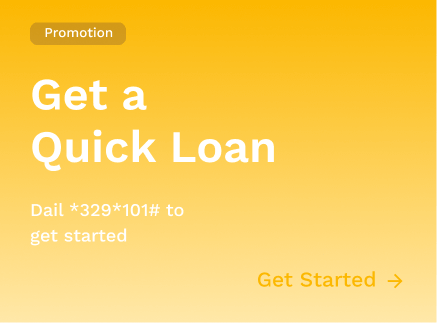 Promotion
Get a
Quick Loan
Dail *329*101# to
get started
Get Started →